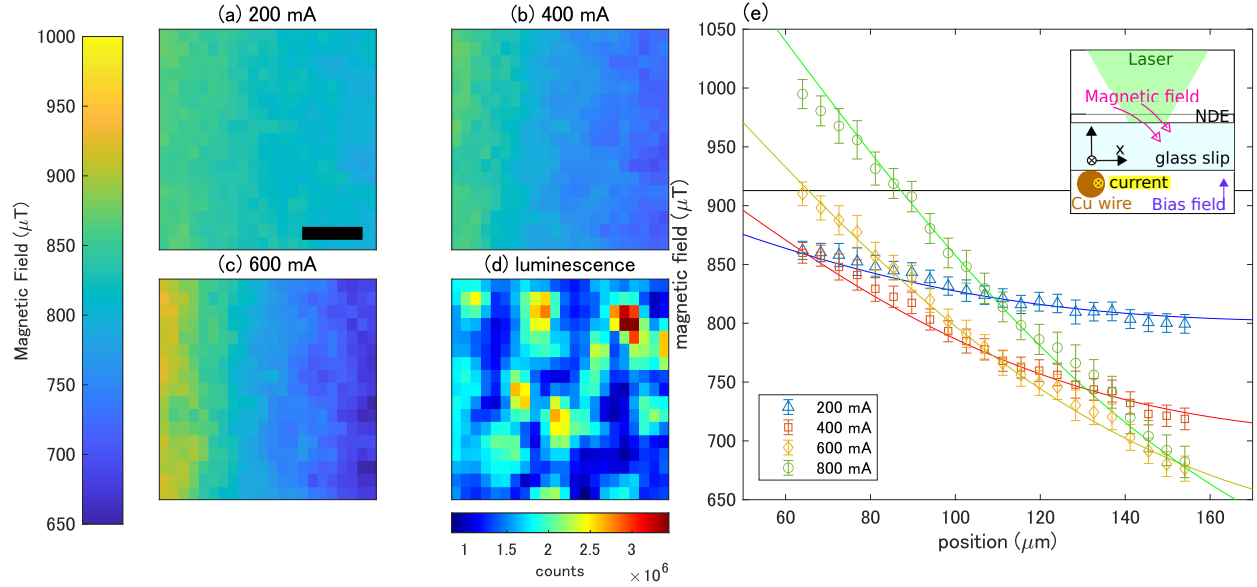 (a) 200 mA
(b) 400 mA
(e)
1000
950
900
850
800
750
700
650
Magnetic Field (μT)
(c) 600 mA
(d) luminescence
1
1.5
2
2.5
3
counts
×10⁶
1050
1000
950
900
850
800
750
700
650
magnetic field (μT)
60
80
100
120
140
160
position (μm)
200 mA
400 mA
600 mA
800 mA
Laser
Magnetic field
NDE
x
glass slip
current
Cu wire
Bias field